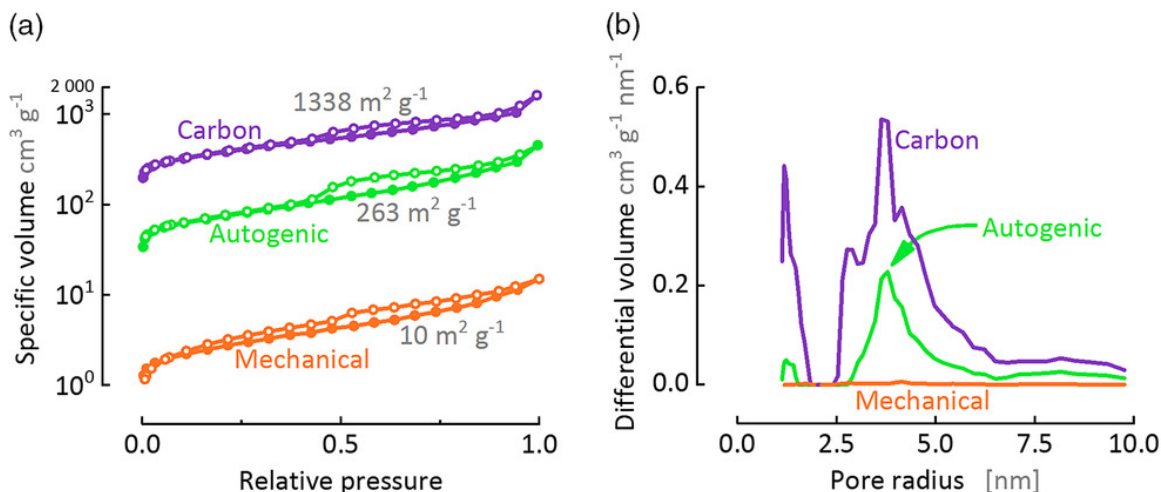 (a)
Specific volume cm³ g⁻¹
2 000
10³
10²
10¹
10⁰
Carbon
1338 m² g⁻¹
Autogenic
263 m² g⁻¹
Mechanical
10 m² g⁻¹
0.0
0.5
1.0
Relative pressure
(b)
Differential volume cm³ g⁻¹ nm⁻¹
0.6
0.4
0.2
0.0
Carbon
Autogenic
Mechanical
0.0
2.5
5.0
7.5
10.0
Pore radius [nm]